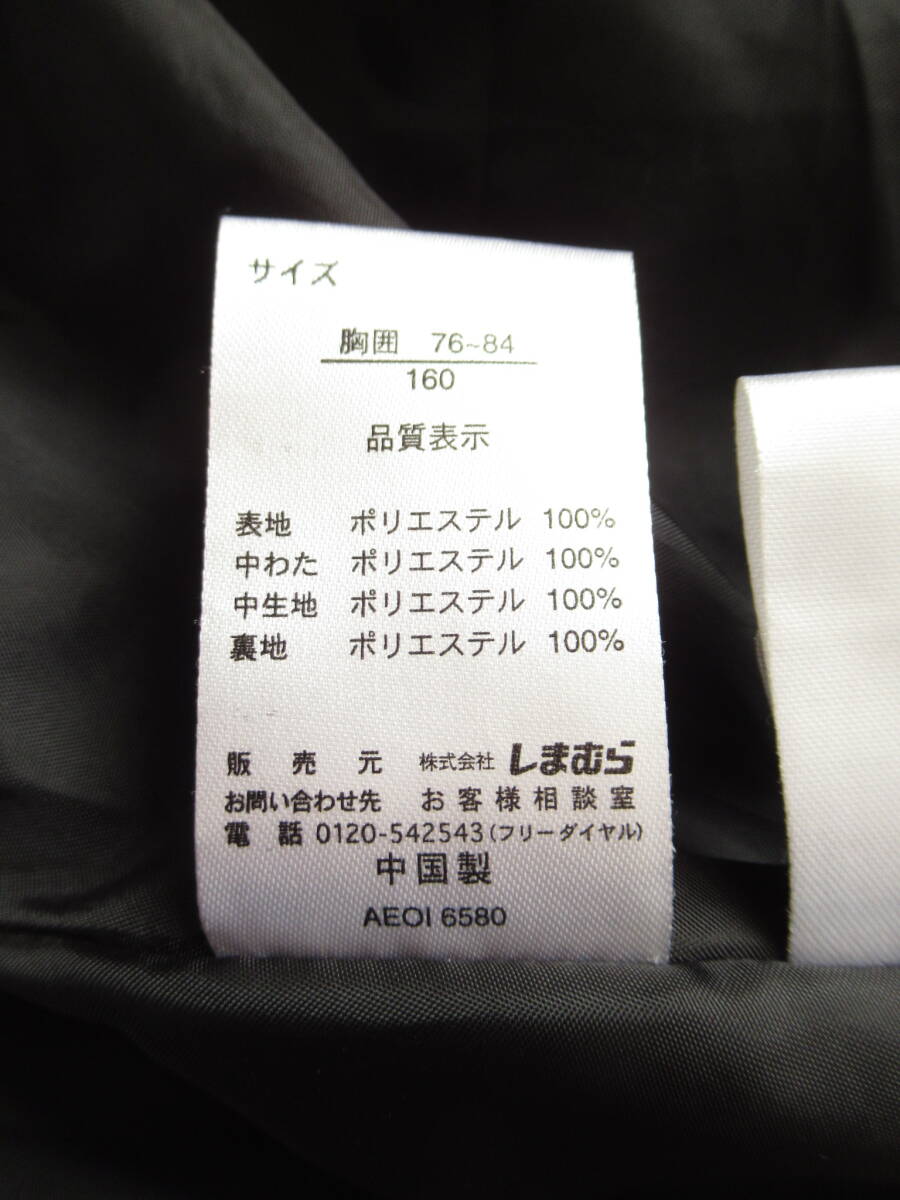 サイズ
胸囲 76~84
160
品質表示
表地 ポリエステル 100%
中わた ポリエステル 100%
中生地 ポリエステル 100%
裏地 ポリエステル 100%
販売元 株式会社 しまむら
お問い合わせ先 お客様相談室
電話 0120-542543(フリーダイヤル)
中国製
AEOI 6580